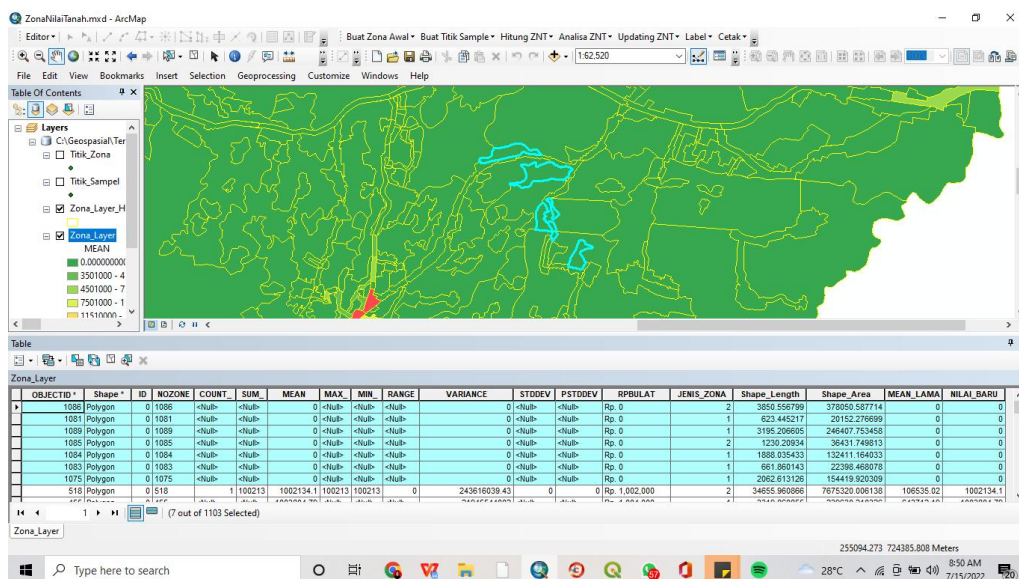 ZonaNilaiTanah.mxd - ArcMap
Editor
Buat Zona Awal Buat Titik Sample Hitung ZNT Analisa ZNT Updating ZNT Label Cetak
1:62,520
File Edit View Bookmarks Insert Selection Geoprocessing Customize Windows Help
Table Of Contents
Layers
C:\Geospasial\Ter
Titik_Zona
Titik_Sampel
Zona_Layer_H
Zona_Layer
MEAN
0.00000000
3501000 - 4
4501000 - 7
7501000 - 1
11510000 -
Table
Zona_Layer
OBJECTID * Shape * ID NOZONE COUNT_ SUM_ MEAN MAX_ MIN_ RANGE VARIANCE STDDEV PSTDDEV RPBULAT JENIS_ZONA Shape_Length Shape_Area MEAN_LAMA NILAI_BARU
1086 Polygon 0 1086 <Null> <Null> 0 <Null> <Null> <Null> 0 <Null> <Null> Rp. 0 2 3850.556799 378050.587714 0 0
1081 Polygon 0 1081 <Null> <Null> 0 <Null> <Null> <Null> 0 <Null> <Null> Rp. 0 1 623.445217 20152.276699 0 0
1089 Polygon 0 1089 <Null> <Null> 0 <Null> <Null> <Null> 0 <Null> <Null> Rp. 0 1 3195.206605 246407.753458 0 0
1085 Polygon 0 1085 <Null> <Null> 0 <Null> <Null> <Null> 0 <Null> <Null> Rp. 0 2 1230.20934 36431.749813 0 0
1084 Polygon 0 1084 <Null> <Null> 0 <Null> <Null> <Null> 0 <Null> <Null> Rp. 0 1 1888.035433 132411.164033 0 0
1083 Polygon 0 1083 <Null> <Null> 0 <Null> <Null> <Null> 0 <Null> <Null> Rp. 0 1 661.860143 22398.468078 0 0
1075 Polygon 0 1075 <Null> <Null> 0 <Null> <Null> <Null> 0 <Null> <Null> Rp. 0 1 2062.613126 154419.920309 0 0
518 Polygon 0 518 1 100213 1002134.1 100213 100213 0 243616039.43 0 0 Rp. 1,002,000 2 34655.960866 7675320.006138 106535.02 1002134.1
1 (7 out of 1103 Selected)
Zona_Layer
255094.273 724385.808 Meters
Type here to search
28°C
8:50 AM
7/15/2022